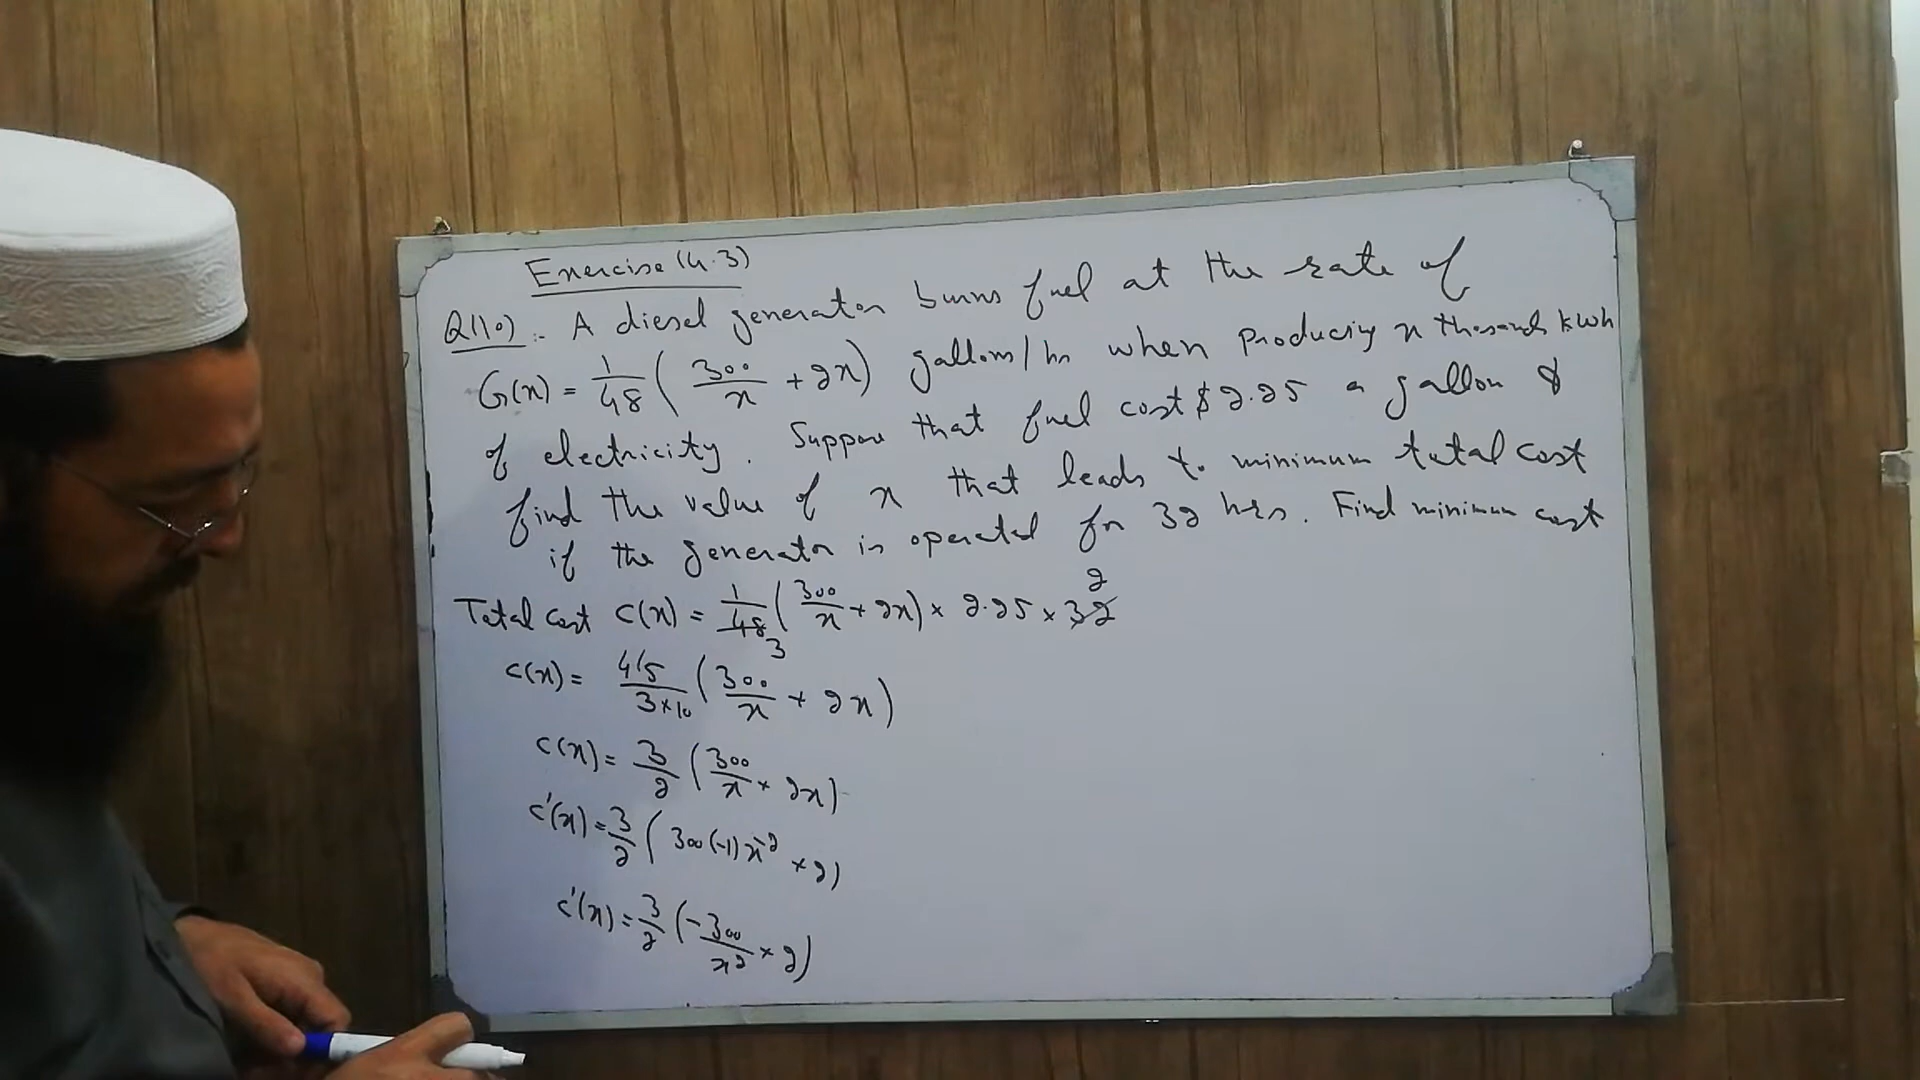 Exercise (4.3)
Q(10):- A diesel generator burns fuel at the rate of
G(x) = 1/48 ( 300/x + 2x) gallons/hr when producing x thousands kwh
of electricity. Suppose that fuel cost $2.25 a gallon &
find the value of x that leads to minimum total cost
if the generator is operated for 32 hrs. Find minimum cost
Total cost C(x) = 1/48 ( 300/x + 2x) × 2.25 × 32
3 2
C(x) = 45/3×10 ( 300/x + 2x)
C(x) = 3/2 ( 300/x + 2x)
C'(x) = 3/2 ( 300(-1)x^-2 + 2)
C'(x) = 3/2 ( -300/x^2 + 2)